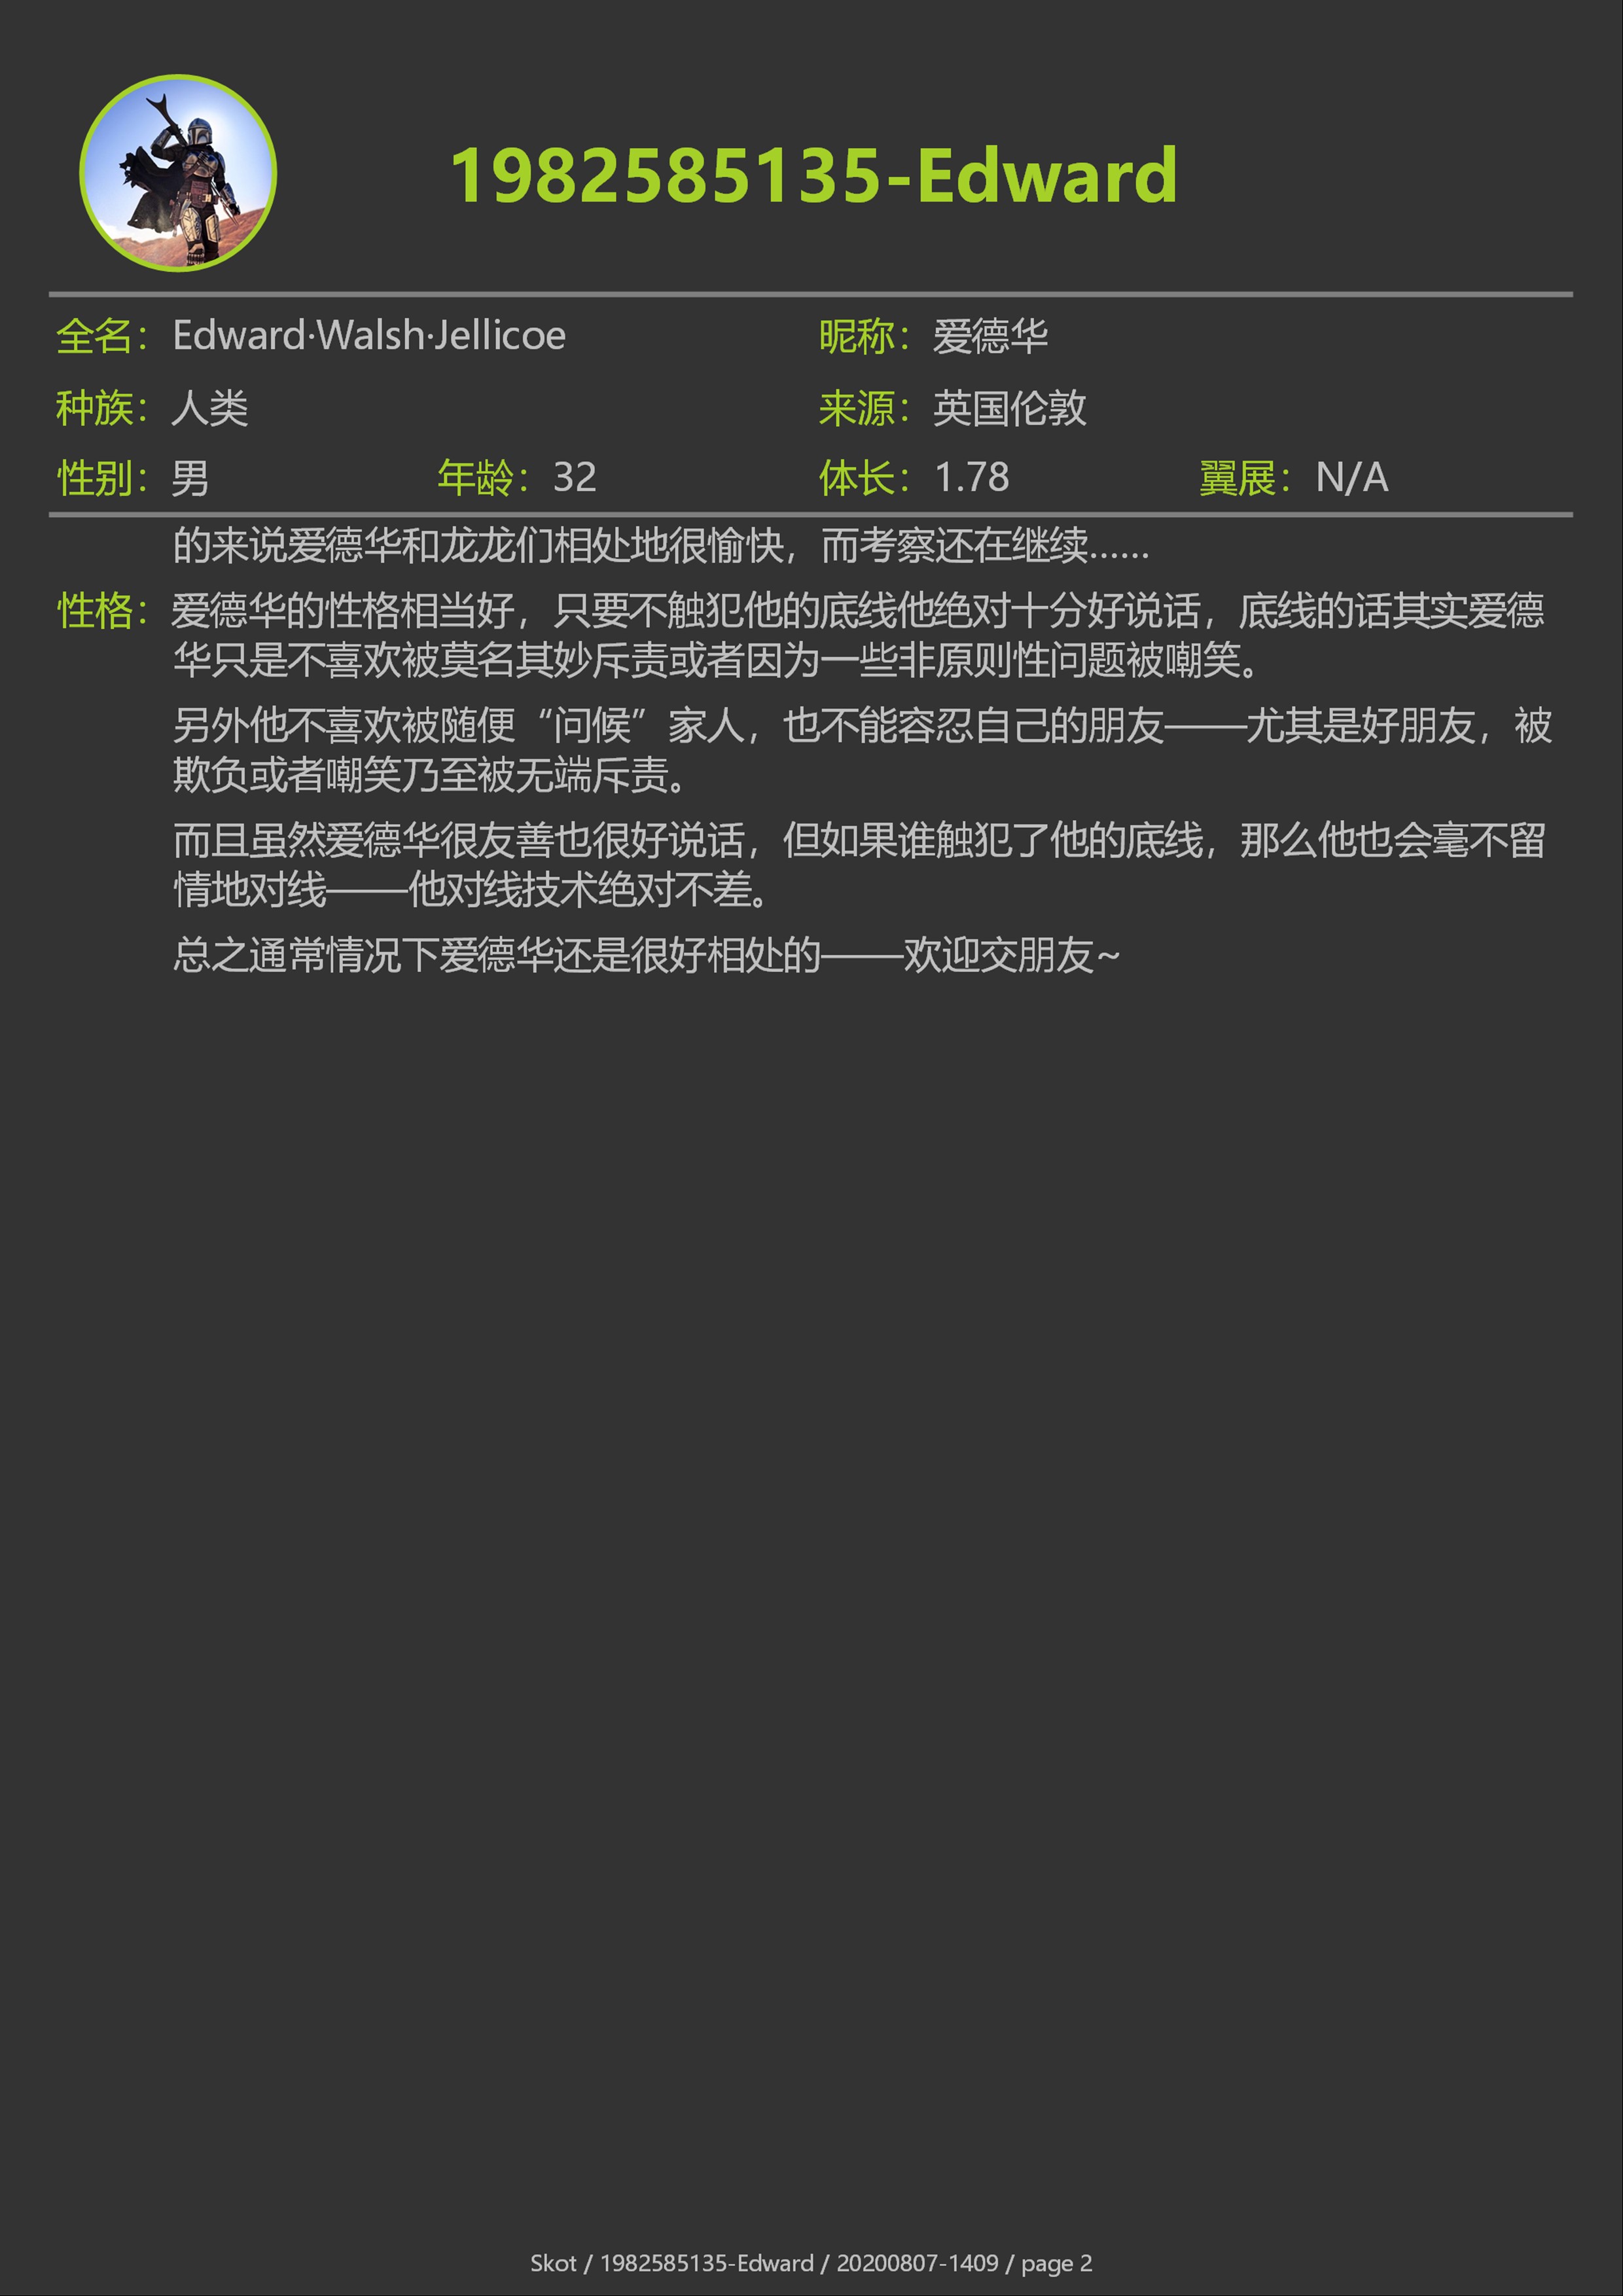 1982585135-Edward
全名：Edward·Walsh·Jellicoe 昵称：爱德华
种族：人类 来源：英国伦敦
性别：男 年龄：32 体长：1.78 翼展：N/A
的来说爱德华和龙龙们相处地很愉快，而考察还在继续……
性格：爱德华的性格相当好，只要不触犯他的底线他绝对十分好说话，底线的话其实爱德
华只是不喜欢被莫名其妙斥责或者因为一些非原则性问题被嘲笑。
另外他不喜欢被随便“问候”家人，也不能容忍自己的朋友——尤其是好朋友，被
欺负或者嘲笑乃至被无端斥责。
而且虽然爱德华很友善也很好说话，但如果谁触犯了他的底线，那么他也会毫不留
情地对线——他对线技术绝对不差。
总之通常情况下爱德华还是很好相处的——欢迎交朋友~
Skot / 1982585135-Edward / 20200807-1409 / page 2